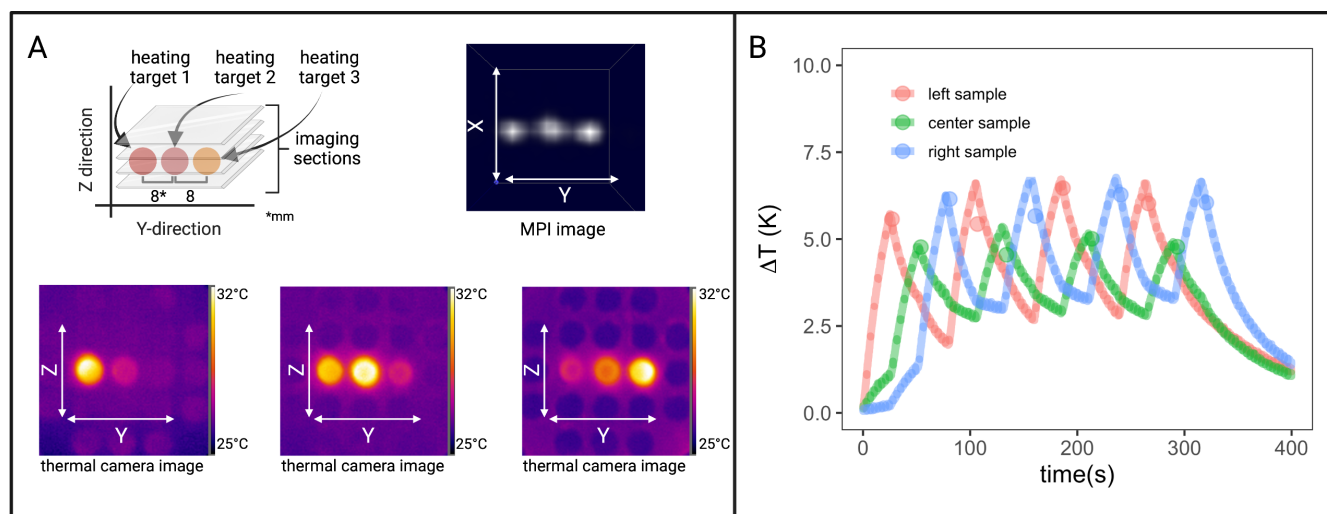 A
heating
target 1
heating
target 2
heating
target 3
Z direction
imaging
sections
8*
8
*mm
Y-direction
X
Y
MPI image
32°C
Z
Y
25°C
thermal camera image
32°C
Z
Y
25°C
thermal camera image
32°C
Z
Y
25°C
thermal camera image
B
10.0
7.5
5.0
2.5
0.0
ΔT (K)
left sample
center sample
right sample
0
100
200
300
400
time(s)